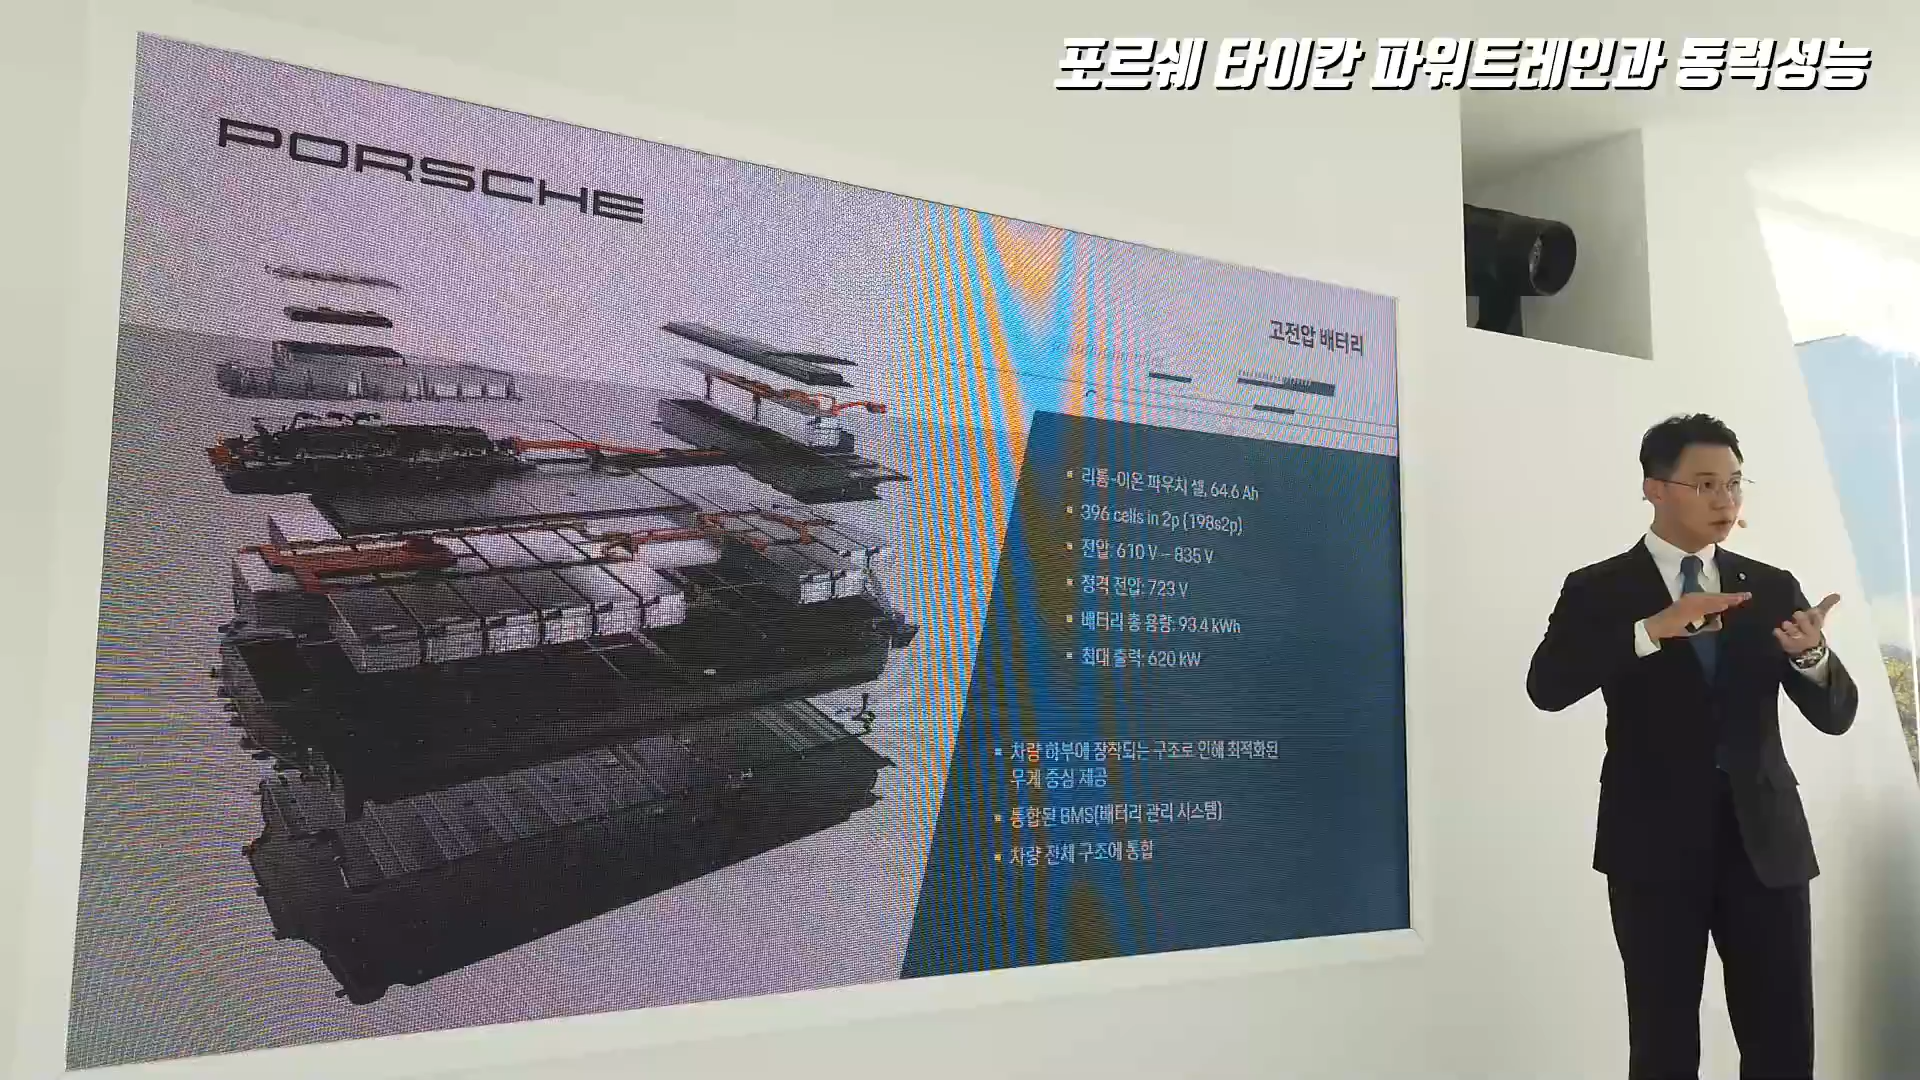 포르쉐 타이칸 파워트레인과 동력성능
PORSCHE
고전압 배터리
▪ 리튬-이온 파우치 셀, 64.6 Ah
▪ 396 cells in 2p (198s2p)
▪ 전압: 610 V – 835 V
▪ 정격 전압: 723 V
▪ 배터리 총 용량: 93.4 kWh
▪ 최대 출력: 620 kW
▪ 차량 하부에 장착되는 구조로 인해 최적화된
무게 중심 제공
▪ 통합된 BMS(배터리 관리 시스템)
▪ 차량 전체 구조에 통합